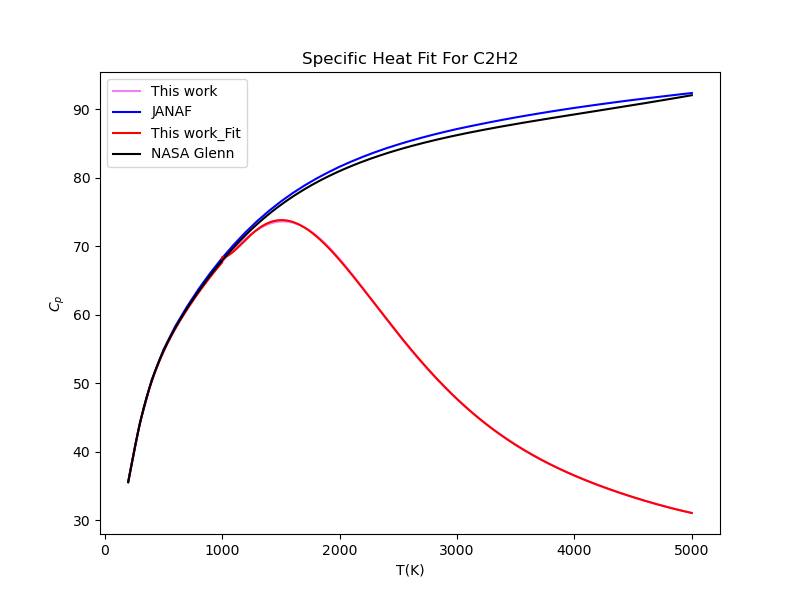 Specific Heat Fit For C2H2
This work
JANAF
This work_Fit
NASA Glenn
90
80
70
60
50
40
30
C_p
0 1000 2000 3000 4000 5000
T(K)